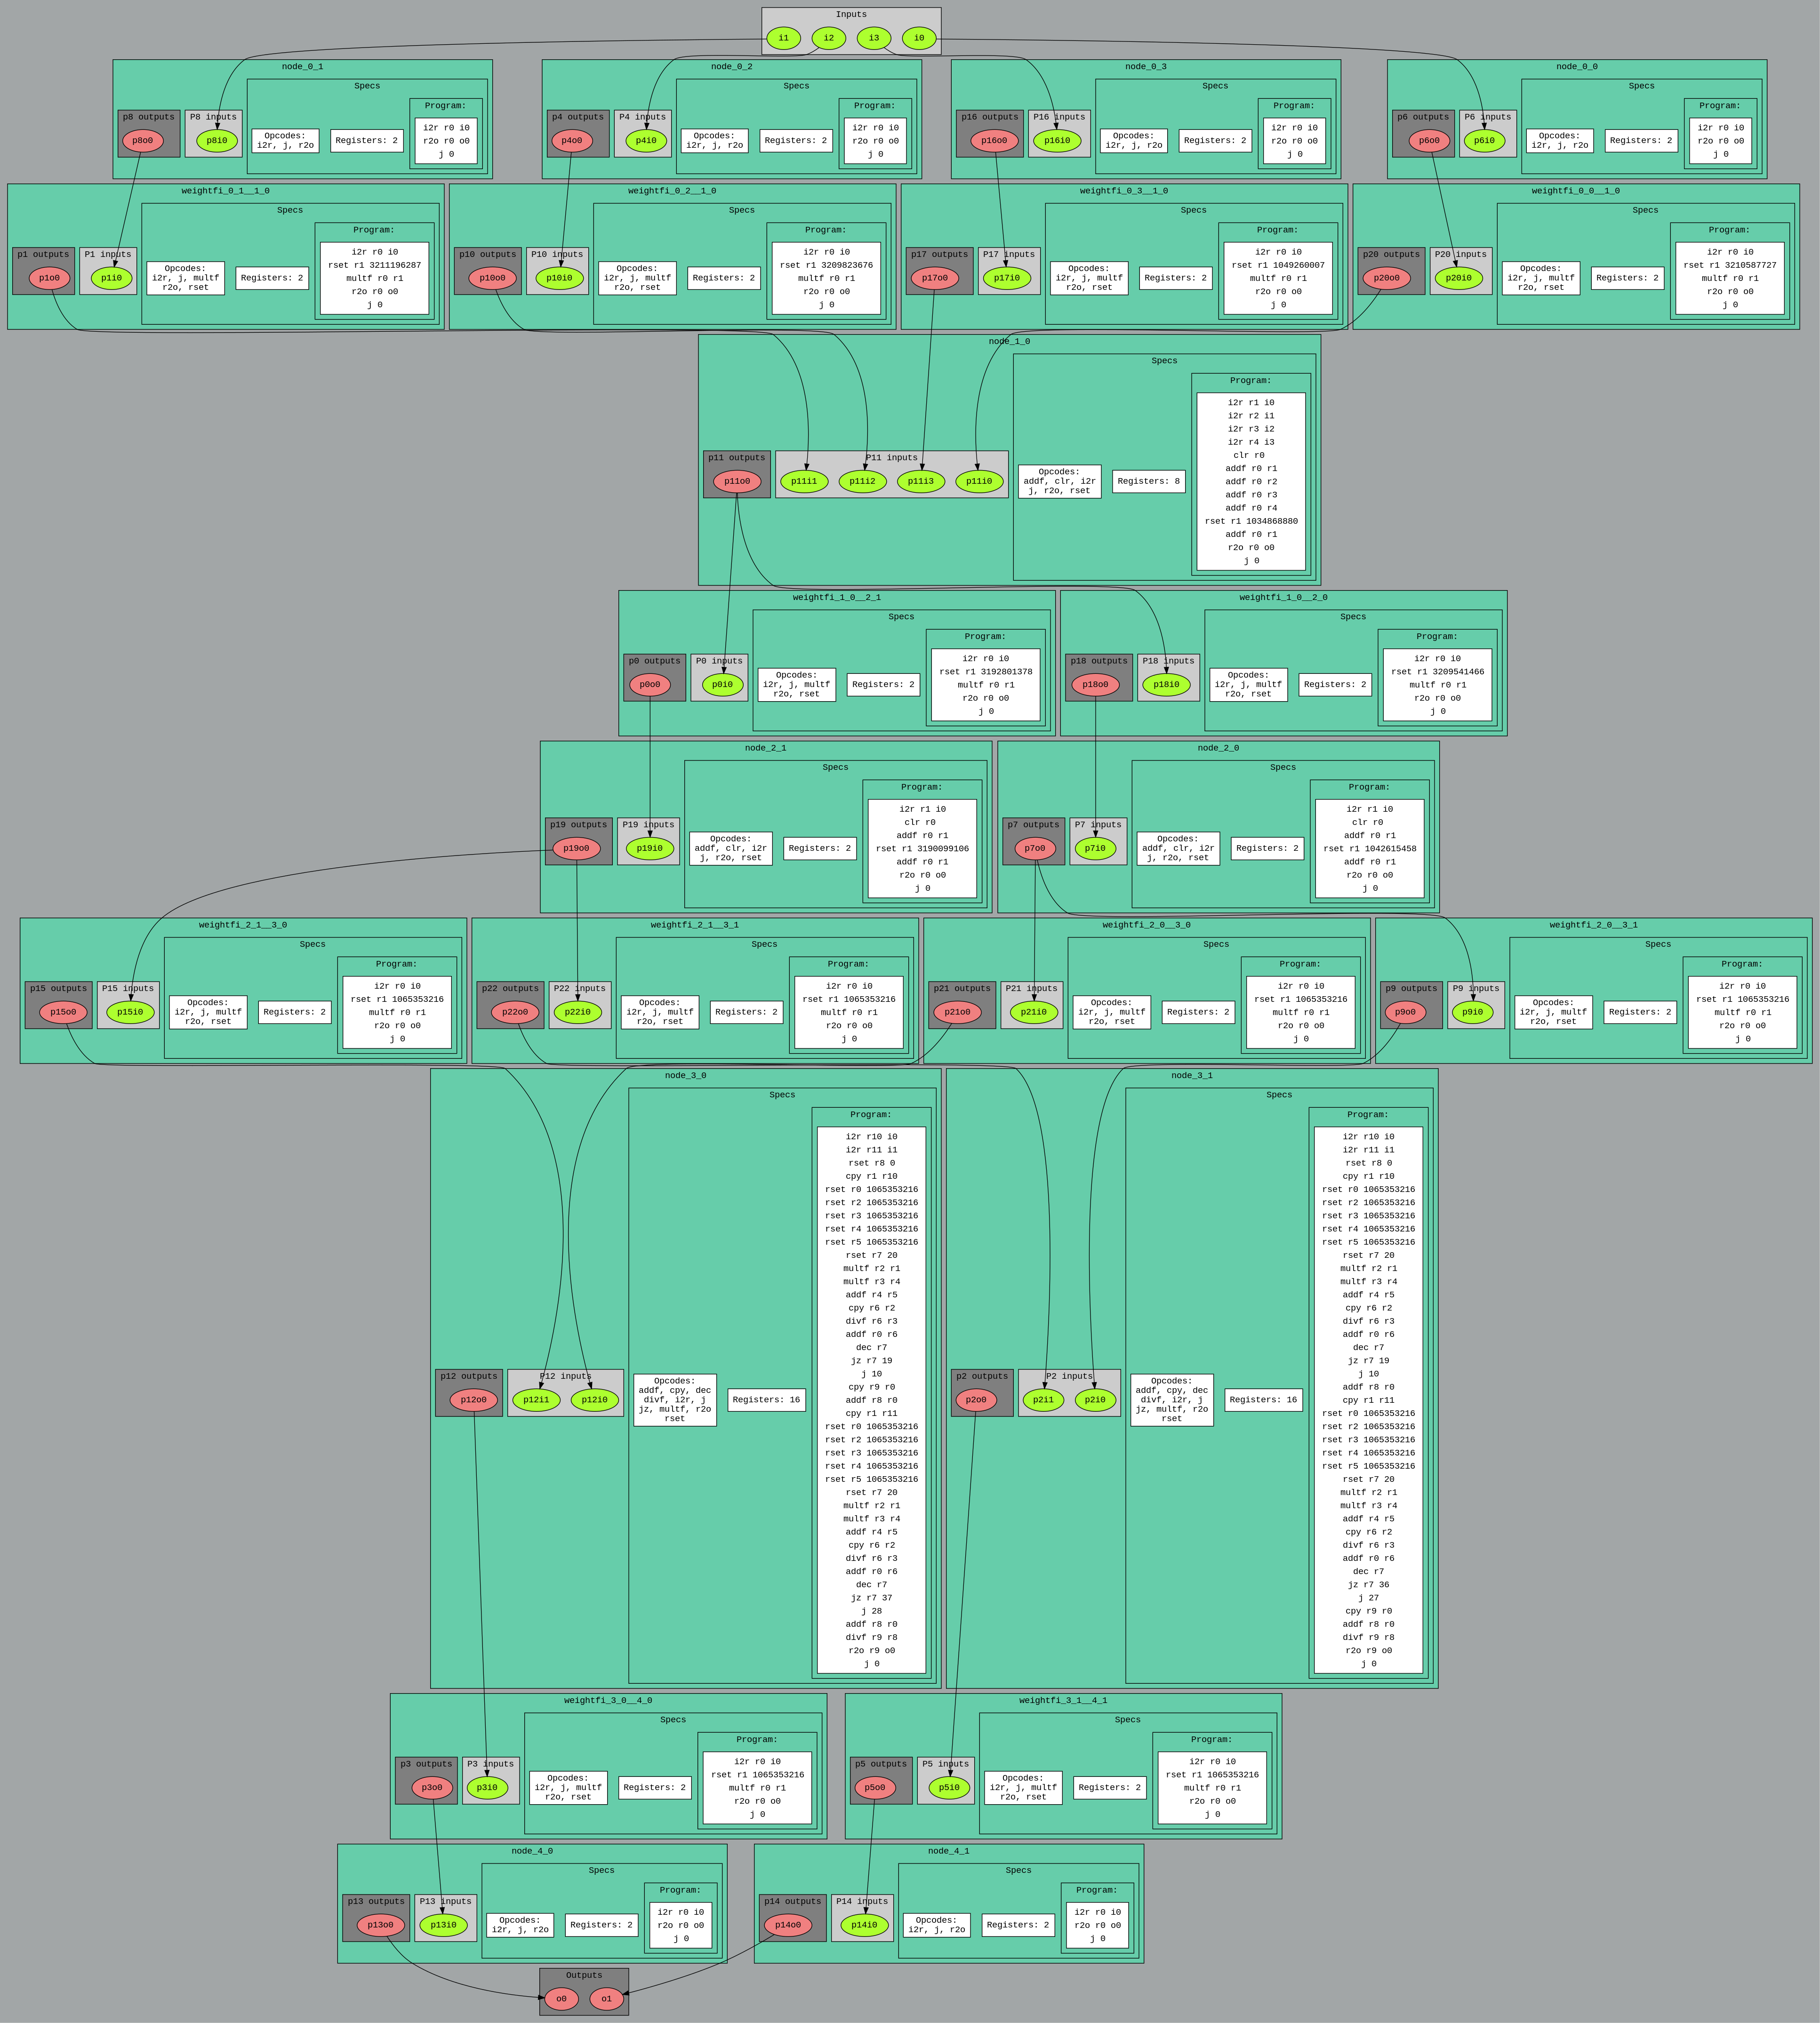 Inputs
i1
i2
i3
i0
node_0_1
p8 outputs
p8o0
P8 inputs
p8i0
Specs
Opcodes:
i2r, j, r2o
Registers: 2
Program:
i2r r0 i0
r2o r0 o0
j 0
node_0_2
p4 outputs
p4o0
P4 inputs
p4i0
Specs
Opcodes:
i2r, j, r2o
Registers: 2
Program:
i2r r0 i0
r2o r0 o0
j 0
node_0_3
p16 outputs
p16o0
P16 inputs
p16i0
Specs
Opcodes:
i2r, j, r2o
Registers: 2
Program:
i2r r0 i0
r2o r0 o0
j 0
node_0_0
p6 outputs
p6o0
P6 inputs
p6i0
Specs
Opcodes:
i2r, j, r2o
Registers: 2
Program:
i2r r0 i0
r2o r0 o0
j 0
weightfi_0_1__1_0
p1 outputs
p1o0
P1 inputs
p1i0
Specs
Opcodes:
i2r, j, multf
r2o, rset
Registers: 2
Program:
i2r r0 i0
rset r1 3211196287
multf r0 r1
r2o r0 o0
j 0
weightfi_0_2__1_0
p10 outputs
p10o0
P10 inputs
p10i0
Specs
Opcodes:
i2r, j, multf
r2o, rset
Registers: 2
Program:
i2r r0 i0
rset r1 3209823676
multf r0 r1
r2o r0 o0
j 0
weightfi_0_3__1_0
p17 outputs
p17o0
P17 inputs
p17i0
Specs
Opcodes:
i2r, j, multf
r2o, rset
Registers: 2
Program:
i2r r0 i0
rset r1 1049260007
multf r0 r1
r2o r0 o0
j 0
weightfi_0_0__1_0
p20 outputs
p20o0
P20 inputs
p20i0
Specs
Opcodes:
i2r, j, multf
r2o, rset
Registers: 2
Program:
i2r r0 i0
rset r1 3210587727
multf r0 r1
r2o r0 o0
j 0
node_1_0
p11 outputs
p11o0
P11 inputs
p11i1
p11i2
p11i3
p11i0
Specs
Opcodes:
addf, clr, i2r
j, r2o, rset
Registers: 8
Program:
i2r r1 i0
i2r r2 i1
i2r r3 i2
i2r r4 i3
clr r0
addf r0 r1
addf r0 r2
addf r0 r3
addf r0 r4
rset r1 1034868880
addf r0 r1
r2o r0 o0
j 0
weightfi_1_0__2_1
p0 outputs
p0o0
P0 inputs
p0i0
Specs
Opcodes:
i2r, j, multf
r2o, rset
Registers: 2
Program:
i2r r0 i0
rset r1 3192801378
multf r0 r1
r2o r0 o0
j 0
weightfi_1_0__2_0
p18 outputs
p18o0
P18 inputs
p18i0
Specs
Opcodes:
i2r, j, multf
r2o, rset
Registers: 2
Program:
i2r r0 i0
rset r1 3209541466
multf r0 r1
r2o r0 o0
j 0
node_2_1
p19 outputs
p19o0
P19 inputs
p19i0
Specs
Opcodes:
addf, clr, i2r
j, r2o, rset
Registers: 2
Program:
i2r r1 i0
clr r0
addf r0 r1
rset r1 3190099106
addf r0 r1
r2o r0 o0
j 0
node_2_0
p7 outputs
p7o0
P7 inputs
p7i0
Specs
Opcodes:
addf, clr, i2r
j, r2o, rset
Registers: 2
Program:
i2r r1 i0
clr r0
addf r0 r1
rset r1 1042615458
addf r0 r1
r2o r0 o0
j 0
weightfi_2_1__3_0
p15 outputs
p15o0
P15 inputs
p15i0
Specs
Opcodes:
i2r, j, multf
r2o, rset
Registers: 2
Program:
i2r r0 i0
rset r1 1065353216
multf r0 r1
r2o r0 o0
j 0
weightfi_2_1__3_1
p22 outputs
p22o0
P22 inputs
p22i0
Specs
Opcodes:
i2r, j, multf
r2o, rset
Registers: 2
Program:
i2r r0 i0
rset r1 1065353216
multf r0 r1
r2o r0 o0
j 0
weightfi_2_0__3_0
p21 outputs
p21o0
P21 inputs
p21i0
Specs
Opcodes:
i2r, j, multf
r2o, rset
Registers: 2
Program:
i2r r0 i0
rset r1 1065353216
multf r0 r1
r2o r0 o0
j 0
weightfi_2_0__3_1
p9 outputs
p9o0
P9 inputs
p9i0
Specs
Opcodes:
i2r, j, multf
r2o, rset
Registers: 2
Program:
i2r r0 i0
rset r1 1065353216
multf r0 r1
r2o r0 o0
j 0
node_3_0
p12 outputs
p12o0
P12 inputs
p12i1
p12i0
Specs
Opcodes:
addf, cpy, dec
divf, i2r, j
jz, multf, r2o
rset
Registers: 16
Program:
i2r r10 i0
i2r r11 i1
rset r8 0
cpy r1 r10
rset r0 1065353216
rset r2 1065353216
rset r3 1065353216
rset r4 1065353216
rset r5 1065353216
rset r7 20
multf r2 r1
multf r3 r4
addf r4 r5
cpy r6 r2
divf r6 r3
addf r0 r6
dec r7
jz r7 19
j 10
cpy r9 r0
addf r8 r0
cpy r1 r11
rset r0 1065353216
rset r2 1065353216
rset r3 1065353216
rset r4 1065353216
rset r5 1065353216
rset r7 20
multf r2 r1
multf r3 r4
addf r4 r5
cpy r6 r2
divf r6 r3
addf r0 r6
dec r7
jz r7 37
j 28
addf r8 r0
divf r9 r8
r2o r9 o0
j 0
node_3_1
p2 outputs
p2o0
P2 inputs
p2i1
p2i0
Specs
Opcodes:
addf, cpy, dec
divf, i2r, j
jz, multf, r2o
rset
Registers: 16
Program:
i2r r10 i0
i2r r11 i1
rset r8 0
cpy r1 r10
rset r0 1065353216
rset r2 1065353216
rset r3 1065353216
rset r4 1065353216
rset r5 1065353216
rset r7 20
multf r2 r1
multf r3 r4
addf r4 r5
cpy r6 r2
divf r6 r3
addf r0 r6
dec r7
jz r7 19
j 10
addf r8 r0
cpy r1 r11
rset r0 1065353216
rset r2 1065353216
rset r3 1065353216
rset r4 1065353216
rset r5 1065353216
rset r7 20
multf r2 r1
multf r3 r4
addf r4 r5
cpy r6 r2
divf r6 r3
addf r0 r6
dec r7
jz r7 36
j 27
cpy r9 r0
addf r8 r0
divf r9 r8
r2o r9 o0
j 0
weightfi_3_0__4_0
p3 outputs
p3o0
P3 inputs
p3i0
Specs
Opcodes:
i2r, j, multf
r2o, rset
Registers: 2
Program:
i2r r0 i0
rset r1 1065353216
multf r0 r1
r2o r0 o0
j 0
weightfi_3_1__4_1
p5 outputs
p5o0
P5 inputs
p5i0
Specs
Opcodes:
i2r, j, multf
r2o, rset
Registers: 2
Program:
i2r r0 i0
rset r1 1065353216
multf r0 r1
r2o r0 o0
j 0
node_4_0
p13 outputs
p13o0
P13 inputs
p13i0
Specs
Opcodes:
i2r, j, r2o
Registers: 2
Program:
i2r r0 i0
r2o r0 o0
j 0
node_4_1
p14 outputs
p14o0
P14 inputs
p14i0
Specs
Opcodes:
i2r, j, r2o
Registers: 2
Program:
i2r r0 i0
r2o r0 o0
j 0
Outputs
o0
o1